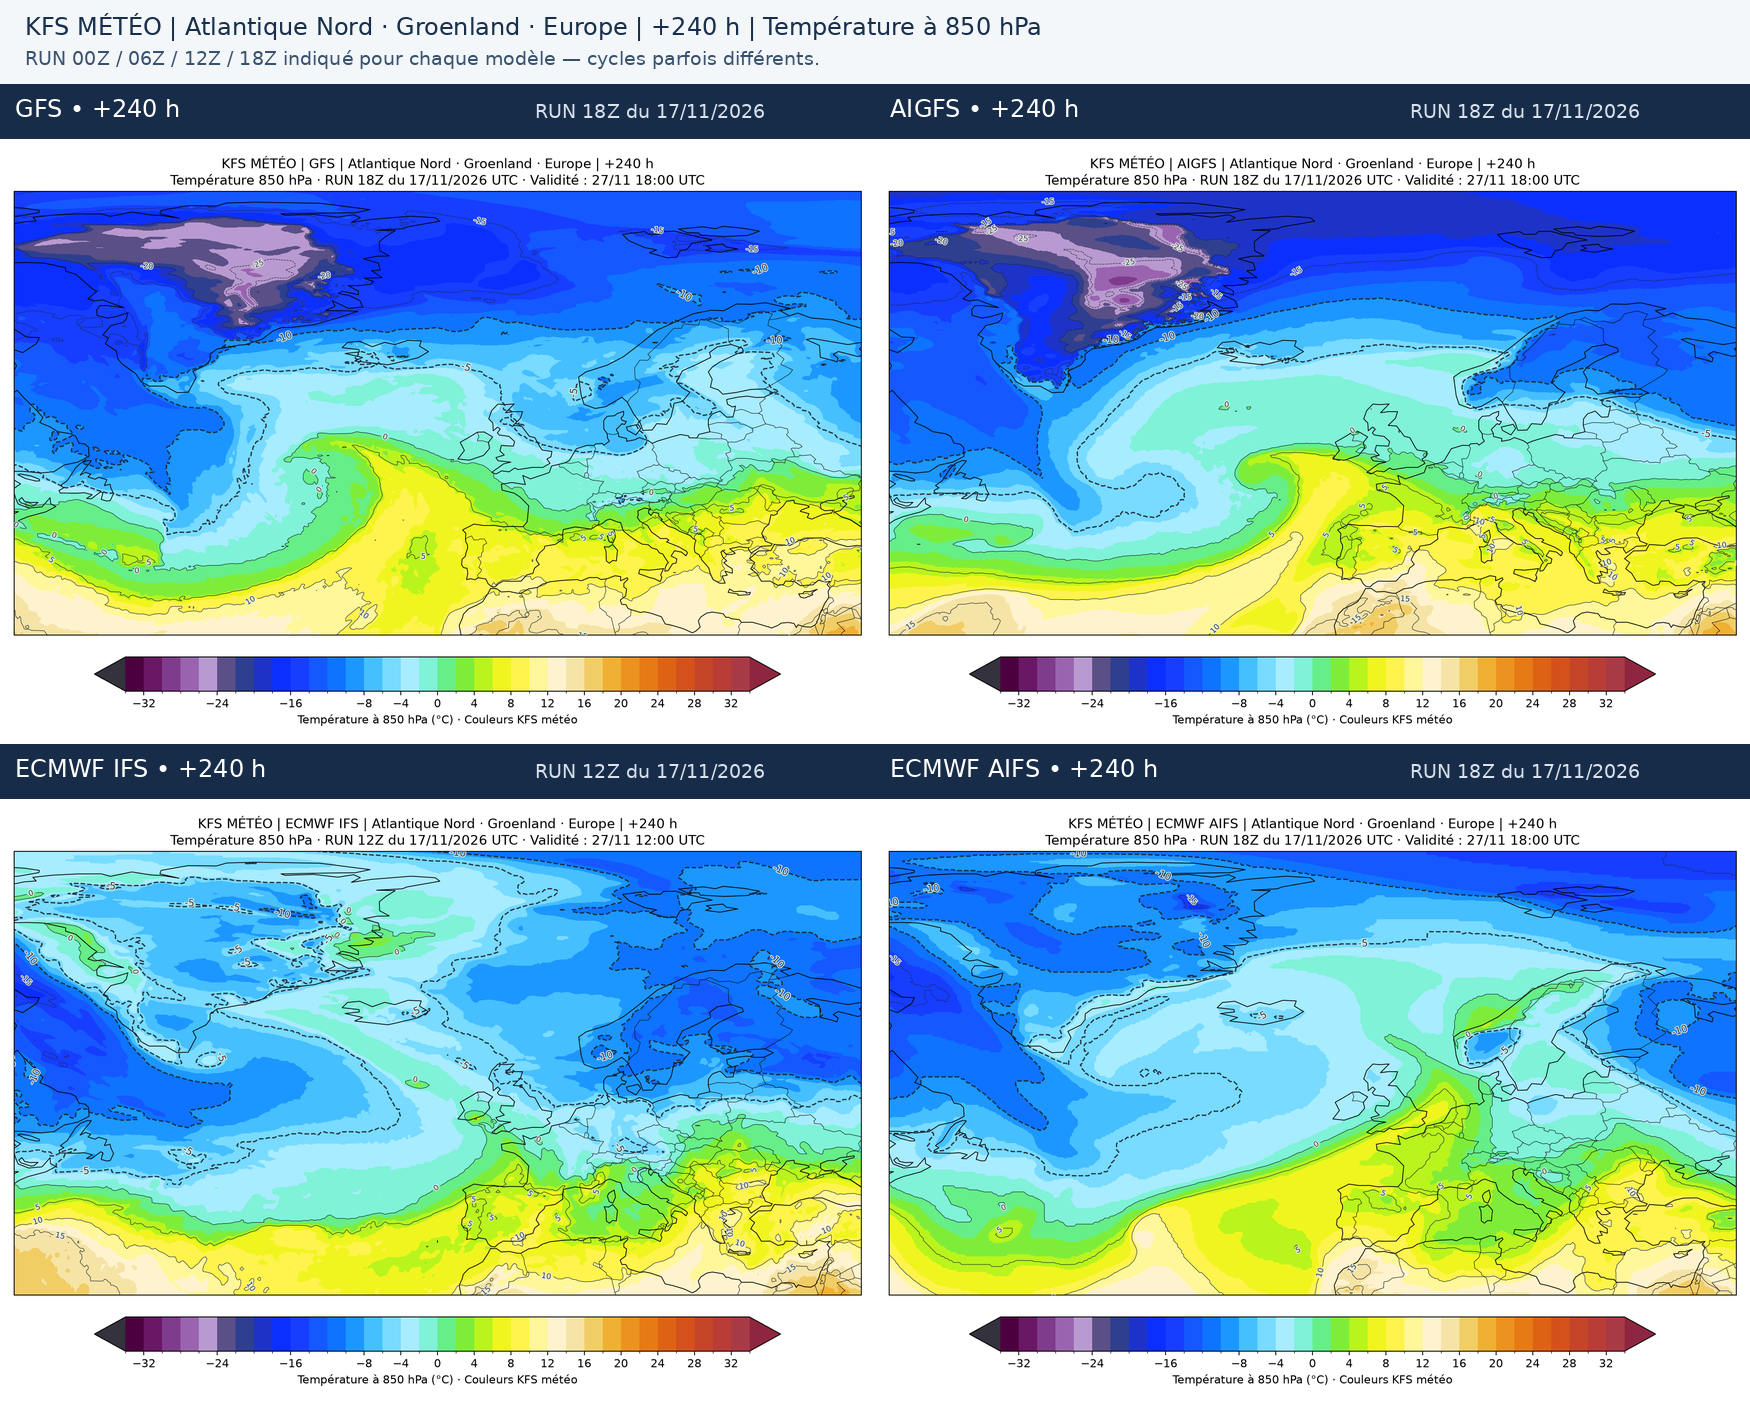 KFS MÉTÉO | Atlantique Nord · Groenland · Europe | +240 h | Température à 850 hPa
RUN 00Z / 06Z / 12Z / 18Z indiqué pour chaque modèle — cycles parfois différents.
GFS • +240 h
RUN 18Z du 17/11/2026
AIGFS • +240 h
RUN 18Z du 17/11/2026
KFS MÉTÉO | GFS | Atlantique Nord · Groenland · Europe | +240 h
Température 850 hPa · RUN 18Z du 17/11/2026 UTC · Validité : 27/11 18:00 UTC
KFS MÉTÉO | AIGFS | Atlantique Nord · Groenland · Europe | +240 h
Température 850 hPa · RUN 18Z du 17/11/2026 UTC · Validité : 27/11 18:00 UTC
−32 −24 −16 −8 −4 0 4 8 12 16 20 24 28 32
Température à 850 hPa (°C) · Couleurs KFS météo
−32 −24 −16 −8 −4 0 4 8 12 16 20 24 28 32
Température à 850 hPa (°C) · Couleurs KFS météo
ECMWF IFS • +240 h
RUN 12Z du 17/11/2026
ECMWF AIFS • +240 h
RUN 18Z du 17/11/2026
KFS MÉTÉO | ECMWF IFS | Atlantique Nord · Groenland · Europe | +240 h
Température 850 hPa · RUN 12Z du 17/11/2026 UTC · Validité : 27/11 12:00 UTC
KFS MÉTÉO | ECMWF AIFS | Atlantique Nord · Groenland · Europe | +240 h
Température 850 hPa · RUN 18Z du 17/11/2026 UTC · Validité : 27/11 18:00 UTC
−32 −24 −16 −8 −4 0 4 8 12 16 20 24 28 32
Température à 850 hPa (°C) · Couleurs KFS météo
−32 −24 −16 −8 −4 0 4 8 12 16 20 24 28 32
Température à 850 hPa (°C) · Couleurs KFS météo